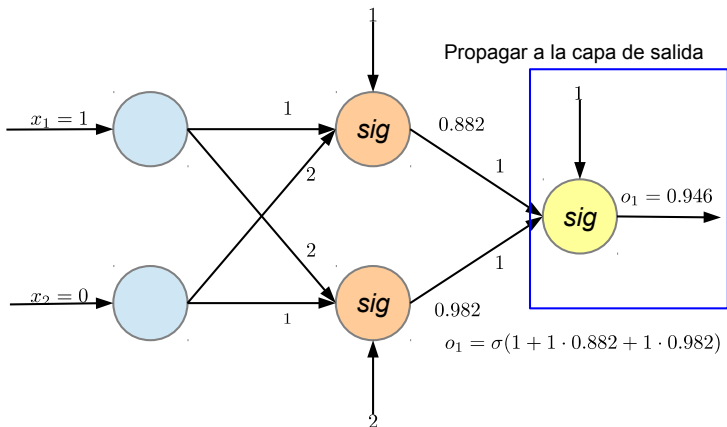 1
Propagar a la capa de salida
x₁ = 1
1
sig
0.882
1
2
1
sig
o₁ = 0.946
2
1
x₂ = 0
1
sig
0.982
o₁ = σ(1 + 1 · 0.882 + 1 · 0.982)
2